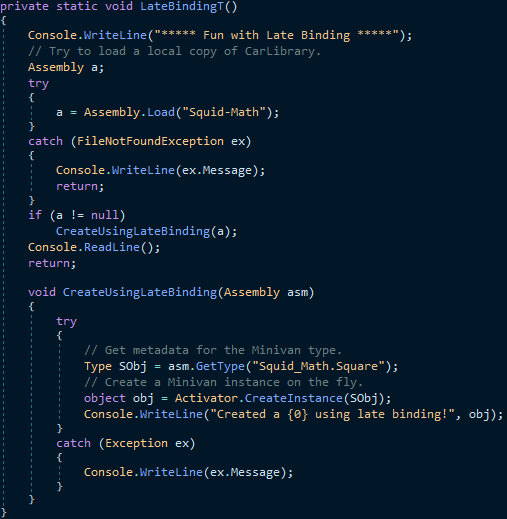 private static void LateBindingT()
{
    Console.WriteLine("***** Fun with Late Binding *****");
    // Try to load a local copy of CarLibrary.
    Assembly a;
    try
    {
        a = Assembly.Load("Squid-Math");
    }
    catch (FileNotFoundException ex)
    {
        Console.WriteLine(ex.Message);
        return;
    }
    if (a != null)
        CreateUsingLateBinding(a);
    Console.ReadLine();
    return;

    void CreateUsingLateBinding(Assembly asm)
    {
        try
        {
            // Get metadata for the Minivan type.
            Type SObj = asm.GetType("Squid_Math.Square");
            // Create a Minivan instance on the fly.
            object obj = Activator.CreateInstance(SObj);
            Console.WriteLine("Created a {0} using late binding!", obj);
        }
        catch (Exception ex)
        {
            Console.WriteLine(ex.Message);
        }
    }
}